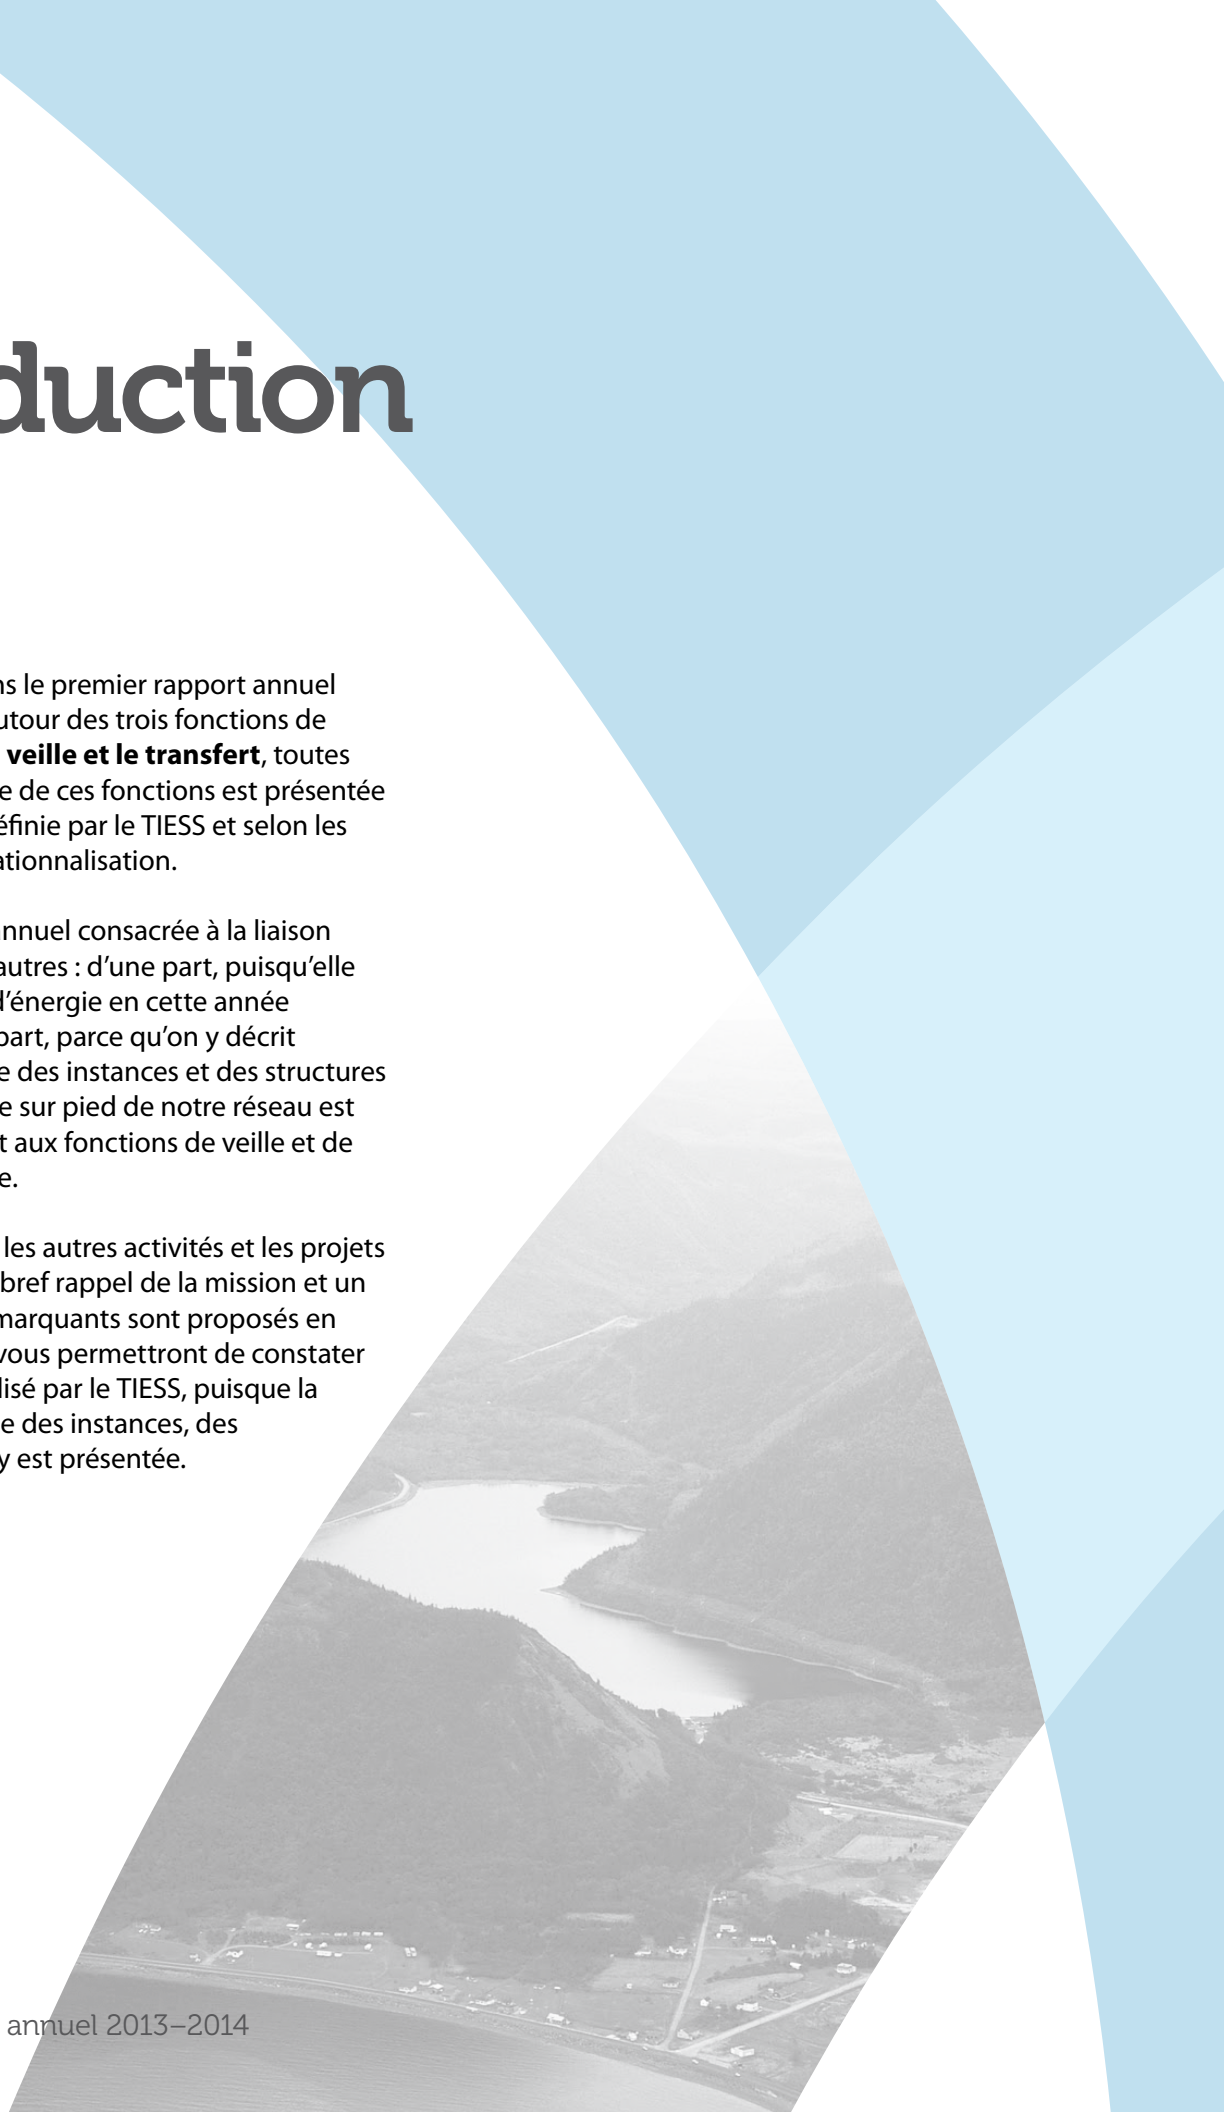 duction
ns le premier rapport annuel
utour des trois fonctions de
veille et le transfert, toutes
e de ces fonctions est présentée
éfinie par le TIESS et selon les
ationnalisation.
annuel consacrée à la liaison
autres : d’une part, puisqu’elle
d’énergie en cette année
part, parce qu’on y décrit
e des instances et des structures
e sur pied de notre réseau est
t aux fonctions de veille et de
e.
les autres activités et les projets
bref rappel de la mission et un
marquants sont proposés en
vous permettront de constater
lisé par le TIESS, puisque la
e des instances, des
y est présentée.
annuel 2013–2014